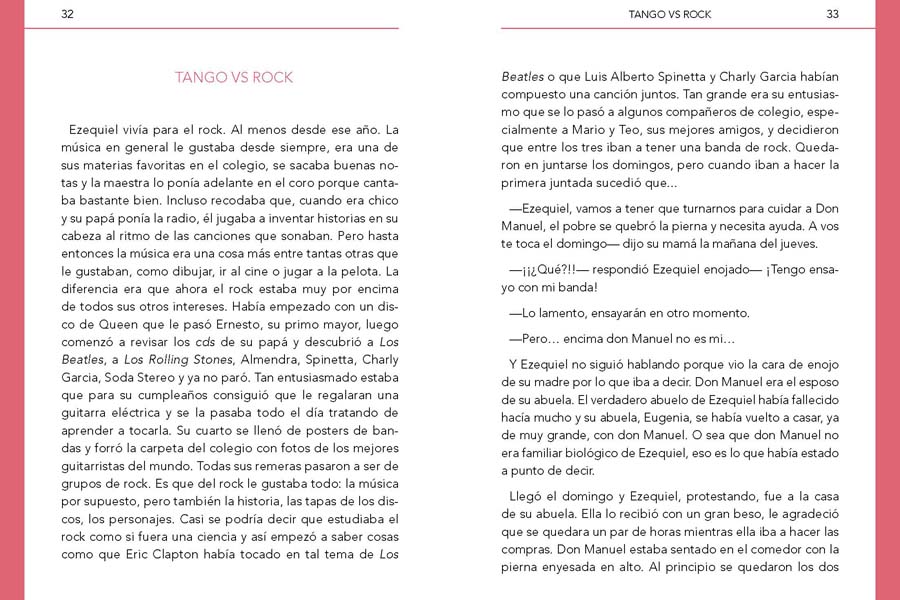 32
TANGO VS ROCK
Ezequiel vivía para el rock. Al menos desde ese año. La
música en general le gustaba desde siempre, era una de
sus materias favoritas en el colegio, se sacaba buenas no-
tas y la maestra lo ponía adelante en el coro porque canta-
ba bastante bien. Incluso recodaba que, cuando era chico
y su papá ponía la radio, él jugaba a inventar historias en su
cabeza al ritmo de las canciones que sonaban. Pero hasta
entonces la música era una cosa más entre tantas otras que
le gustaban, como dibujar, ir al cine o jugar a la pelota. La
diferencia era que ahora el rock estaba muy por encima
de todos sus otros intereses. Había empezado con un dis-
co de Queen que le pasó Ernesto, su primo mayor, luego
comenzó a revisar los cds de su papá y descubrió a Los
Beatles, a Los Rolling Stones, Almendra, Spinetta, Charly
Garcia, Soda Stereo y ya no paró. Tan entusiasmado estaba
que para su cumpleaños consiguió que le regalaran una
guitarra eléctrica y se la pasaba todo el día tratando de
aprender a tocarla. Su cuarto se llenó de posters de ban-
das y forró la carpeta del colegio con fotos de los mejores
guitarristas del mundo. Todas sus remeras pasaron a ser de
grupos de rock. Es que del rock le gustaba todo: la música
por supuesto, pero también la historia, las tapas de los dis-
cos, los personajes. Casi se podría decir que estudiaba el
rock como si fuera una ciencia y así empezó a saber cosas
como que Eric Clapton había tocado en tal tema de Los
TANGO VS ROCK 33
Beatles o que Luis Alberto Spinetta y Charly Garcia habían
compuesto una canción juntos. Tan grande era su entusias-
mo que se lo pasó a algunos compañeros de colegio, espe-
cialmente a Mario y Teo, sus mejores amigos, y decidieron
que entre los tres iban a tener una banda de rock. Queda-
ron en juntarse los domingos, pero cuando iban a hacer la
primera juntada sucedió que...
—Ezequiel, vamos a tener que turnarnos para cuidar a Don
Manuel, el pobre se quebró la pierna y necesita ayuda. A vos
te toca el domingo— dijo su mamá la mañana del jueves.
—¡¡¿Qué?!!— respondió Ezequiel enojado— ¡Tengo ensa-
yo con mi banda!
—Lo lamento, ensayarán en otro momento.
—Pero… encima don Manuel no es mi…
Y Ezequiel no siguió hablando porque vio la cara de enojo
de su madre por lo que iba a decir. Don Manuel era el esposo
de su abuela. El verdadero abuelo de Ezequiel había fallecido
hacía mucho y su abuela, Eugenia, se había vuelto a casar, ya
de muy grande, con don Manuel. O sea que don Manuel no
era familiar biológico de Ezequiel, eso es lo que había estado
a punto de decir.
Llegó el domingo y Ezequiel, protestando, fue a la casa
de su abuela. Ella lo recibió con un gran beso, le agradeció
que se quedara un par de horas mientras ella iba a hacer las
compras. Don Manuel estaba sentado en el comedor con la
pierna enyesada en alto. Al principio se quedaron los dos